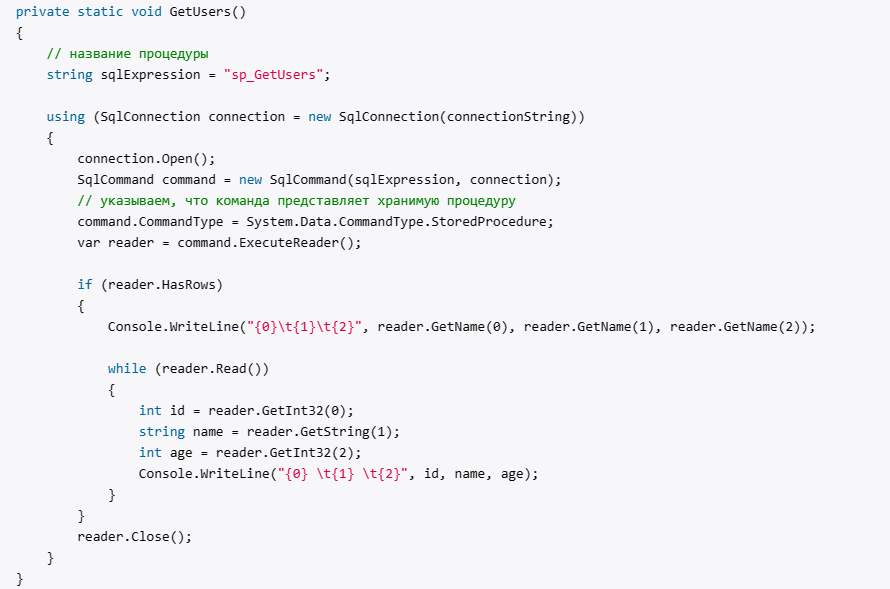 private static void GetUsers()
{
    // название процедуры
    string sqlExpression = "sp_GetUsers";

    using (SqlConnection connection = new SqlConnection(connectionString))
    {
        connection.Open();
        SqlCommand command = new SqlCommand(sqlExpression, connection);
        // указываем, что команда представляет хранимую процедуру
        command.CommandType = System.Data.CommandType.StoredProcedure;
        var reader = command.ExecuteReader();

        if (reader.HasRows)
        {
            Console.WriteLine("{0}\t{1}\t{2}", reader.GetName(0), reader.GetName(1), reader.GetName(2));

            while (reader.Read())
            {
                int id = reader.GetInt32(0);
                string name = reader.GetString(1);
                int age = reader.GetInt32(2);
                Console.WriteLine("{0} \t{1} \t{2}", id, name, age);
            }
        }
        reader.Close();
    }
}